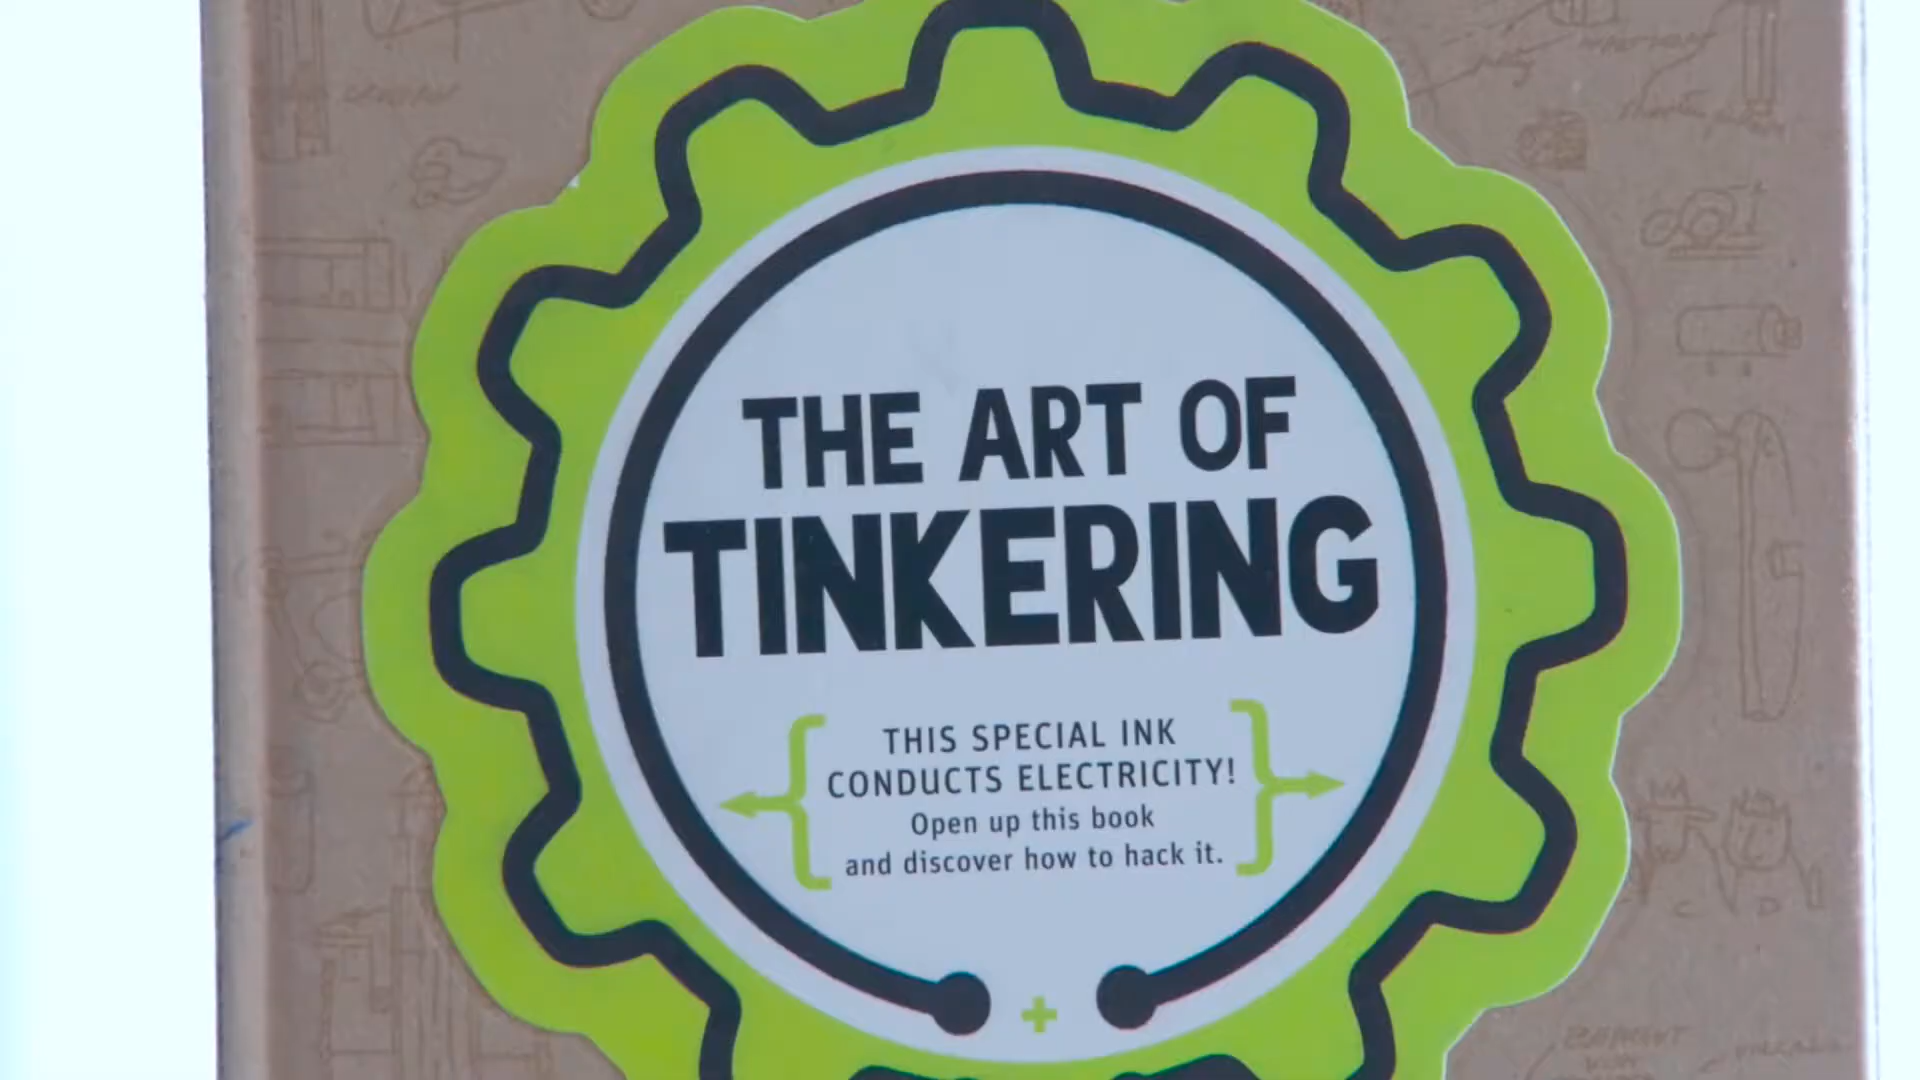 THE ART OF
TINKERING
THIS SPECIAL INK
CONDUCTS ELECTRICITY!
Open up this book
and discover how to hack it.
+